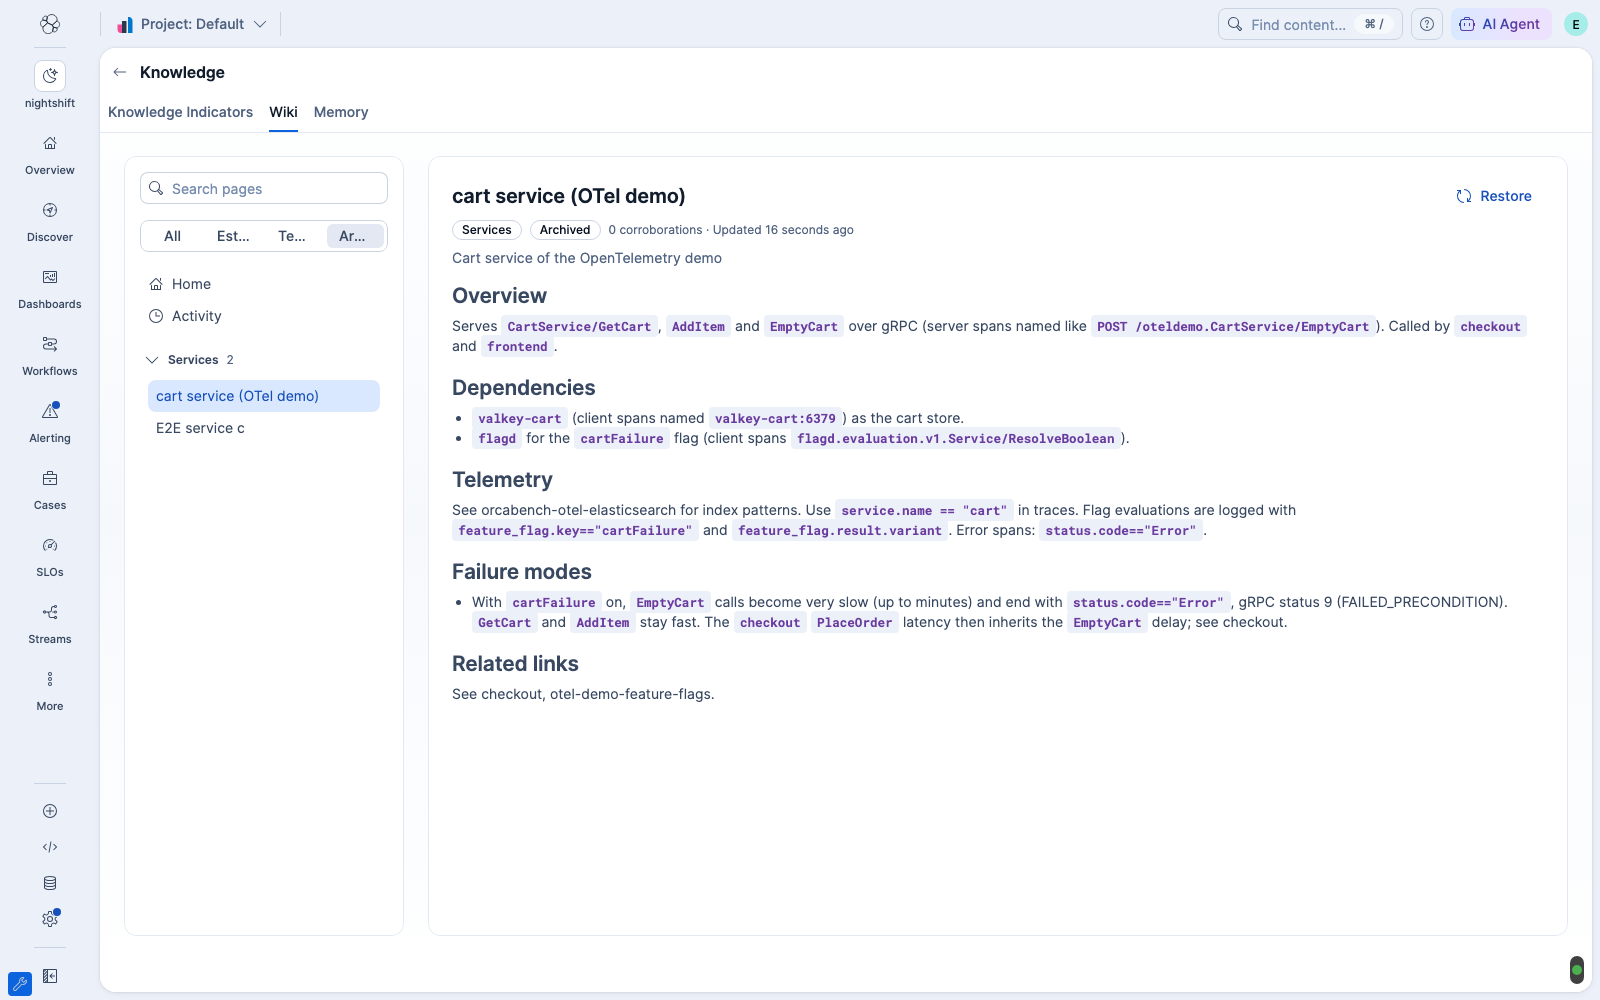 Project: Default
Find content...
⌘ /
AI Agent
E
nightshift
Overview
Discover
Dashboards
Workflows
Alerting
Cases
SLOs
Streams
More
Knowledge
Knowledge Indicators
Wiki
Memory
Search pages
All
Est...
Te...
Ar...
Home
Activity
Services 2
cart service (OTel demo)
E2E service c
cart service (OTel demo)
Restore
Services Archived 0 corroborations · Updated 16 seconds ago
Cart service of the OpenTelemetry demo
Overview
Serves CartService/GetCart , AddItem and EmptyCart over gRPC (server spans named like POST /oteldemo.CartService/EmptyCart ). Called by checkout
and frontend .
Dependencies
• valkey-cart (client spans named valkey-cart:6379 ) as the cart store.
• flagd for the cartFailure flag (client spans flagd.evaluation.v1.Service/ResolveBoolean ).
Telemetry
See orcabench-otel-elasticsearch for index patterns. Use service.name == "cart" in traces. Flag evaluations are logged with
feature_flag.key=="cartFailure" and feature_flag.result.variant . Error spans: status.code=="Error" .
Failure modes
• With cartFailure on, EmptyCart calls become very slow (up to minutes) and end with status.code=="Error" , gRPC status 9 (FAILED_PRECONDITION).
GetCart and AddItem stay fast. The checkout PlaceOrder latency then inherits the EmptyCart delay; see checkout.
Related links
See checkout, otel-demo-feature-flags.